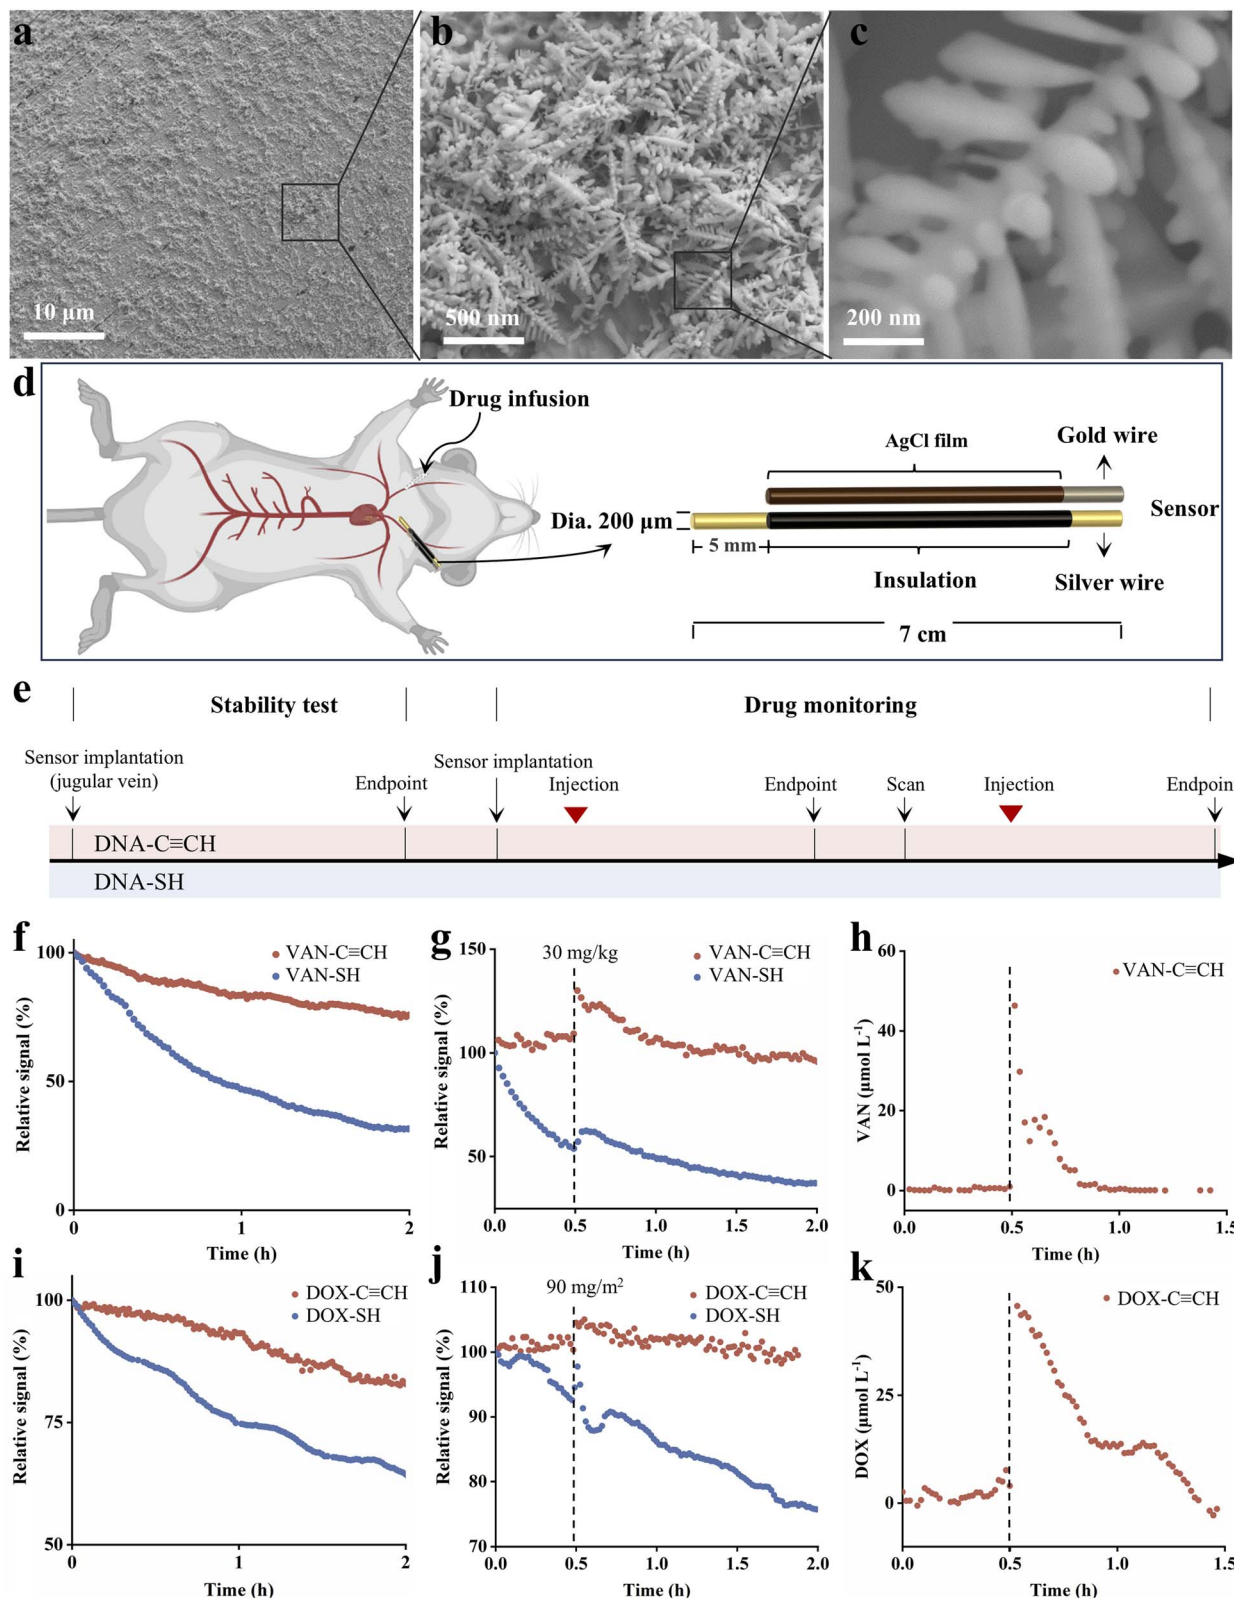 a
b
c
10 μm
500 nm
200 nm
d
Drug infusion
AgCl film
Gold wire
Dia. 200 μm
Sensor
5 mm
Insulation
Silver wire
7 cm
e
Stability test
Drug monitoring
Sensor implantation
(jugular vein)
Endpoint
Sensor implantation
Injection
Endpoint
Scan
Injection
Endpoin
DNA-C≡CH
DNA-SH
f
100
50
0
Relative signal (%)
VAN-C≡CH
VAN-SH
0
1
2
Time (h)
g
150
100
50
Relative signal (%)
30 mg/kg
VAN-C≡CH
VAN-SH
0.0
0.5
1.0
1.5
2.0
Time (h)
h
60
40
20
0
VAN (μmol L⁻¹)
VAN-C≡CH
0.0
0.5
1.0
1.5
Time (h)
i
100
75
50
Relative signal (%)
DOX-C≡CH
DOX-SH
0
1
2
Time (h)
j
110
100
90
80
70
Relative signal (%)
90 mg/m²
DOX-C≡CH
DOX-SH
0.0
0.5
1.0
1.5
2.0
Time (h)
k
50
25
0
DOX (μmol L⁻¹)
DOX-C≡CH
0.0
0.5
1.0
1.5
Time (h)